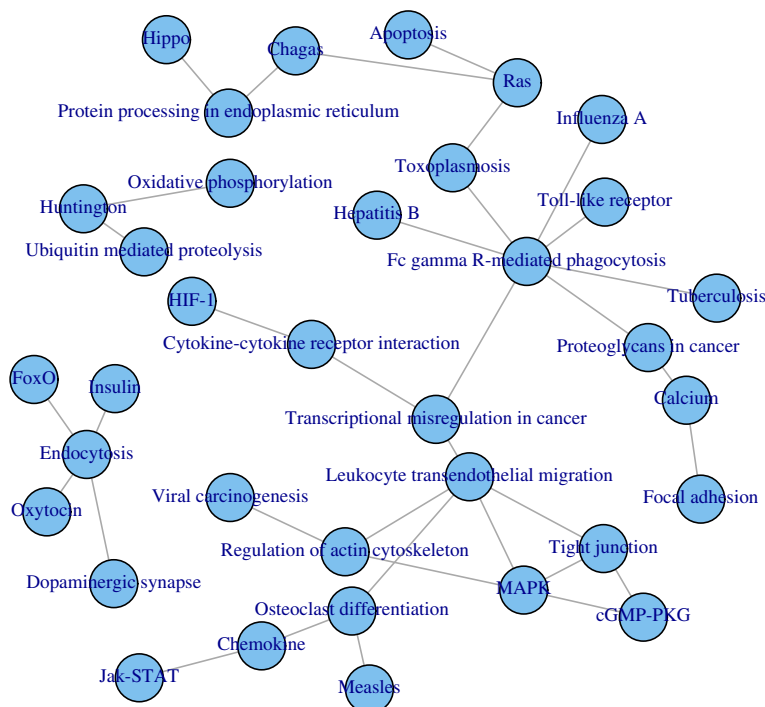 Hippo
Chagas
Apoptosis
Ras
Protein processing in endoplasmic reticulum
Influenza A
Toxoplasmosis
Oxidative phosphorylation
Huntington
Hepatitis B
Toll-like receptor
Ubiquitin mediated proteolysis
Fc gamma R-mediated phagocytosis
HIF-1
Tuberculosis
Cytokine-cytokine receptor interaction
Proteoglycans in cancer
FoxO
Insulin
Calcium
Transcriptional misregulation in cancer
Endocytosis
Leukocyte transendothelial migration
Viral carcinogenesis
Focal adhesion
Oxytocin
Regulation of actin cytoskeleton
Tight junction
Dopaminergic synapse
MAPK
Osteoclast differentiation
cGMP-PKG
Chemokine
Jak-STAT
Measles